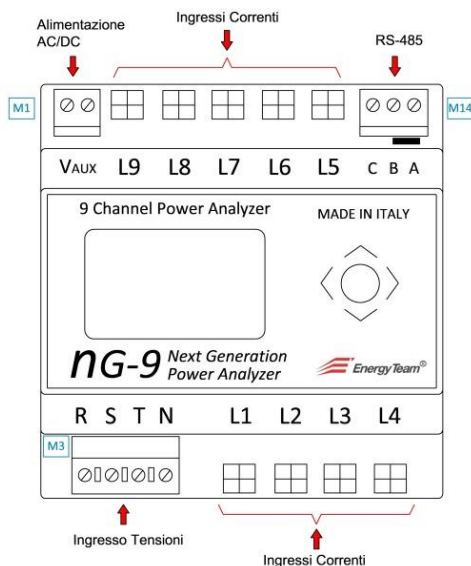 Ingressi Correnti
Alimentazione
AC/DC
RS-485
M1
M14
VAUX L9 L8 L7 L6 L5 C B A
9 Channel Power Analyzer
MADE IN ITALY
nG-9 Next Generation
Power Analyzer
EnergyTeam®
R S T N L1 L2 L3 L4
M3
Ingresso Tensioni
Ingressi Correnti